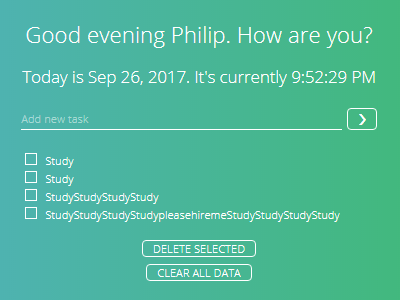 Good evening Philip. How are you?
Today is Sep 26, 2017. It's currently 9:52:29 PM
Add new task
Study
Study
StudyStudyStudyStudy
StudyStudyStudyStudypleasehiremeStudyStudyStudyStudy
DELETE SELECTED
CLEAR ALL DATA